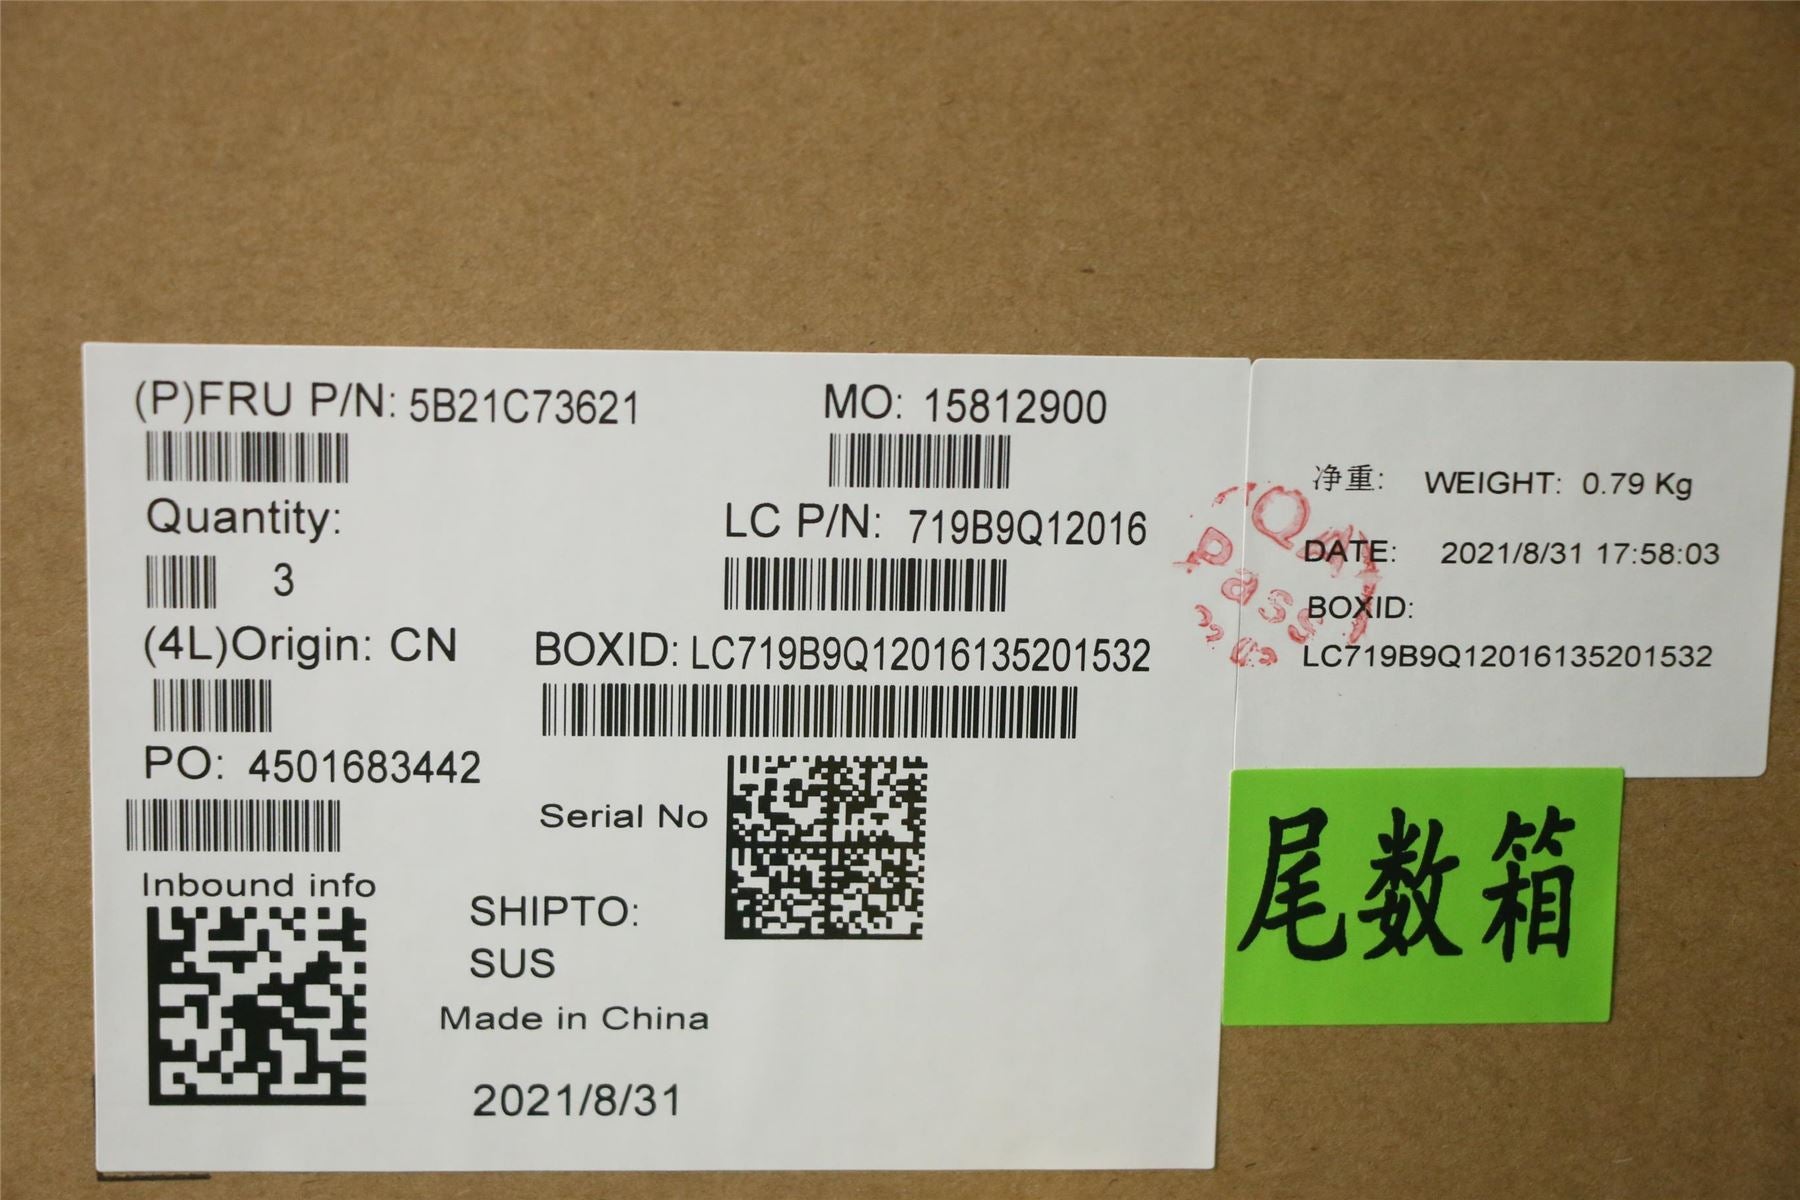 (P)FRU P/N: 5B21C73621
MO: 15812900
Quantity:
3
LC P/N: 719B9Q12016
(4L)Origin: CN
BOXID: LC719B9Q12016135201532
PO: 4501683442
Serial No
Inbound info
SHIPTO:
SUS
Made in China
2021/8/31
净重: WEIGHT: 0.79 Kg
DATE: 2021/8/31 17:58:03
BOXID:
LC719B9Q12016135201532
QA
Pass
尾数箱